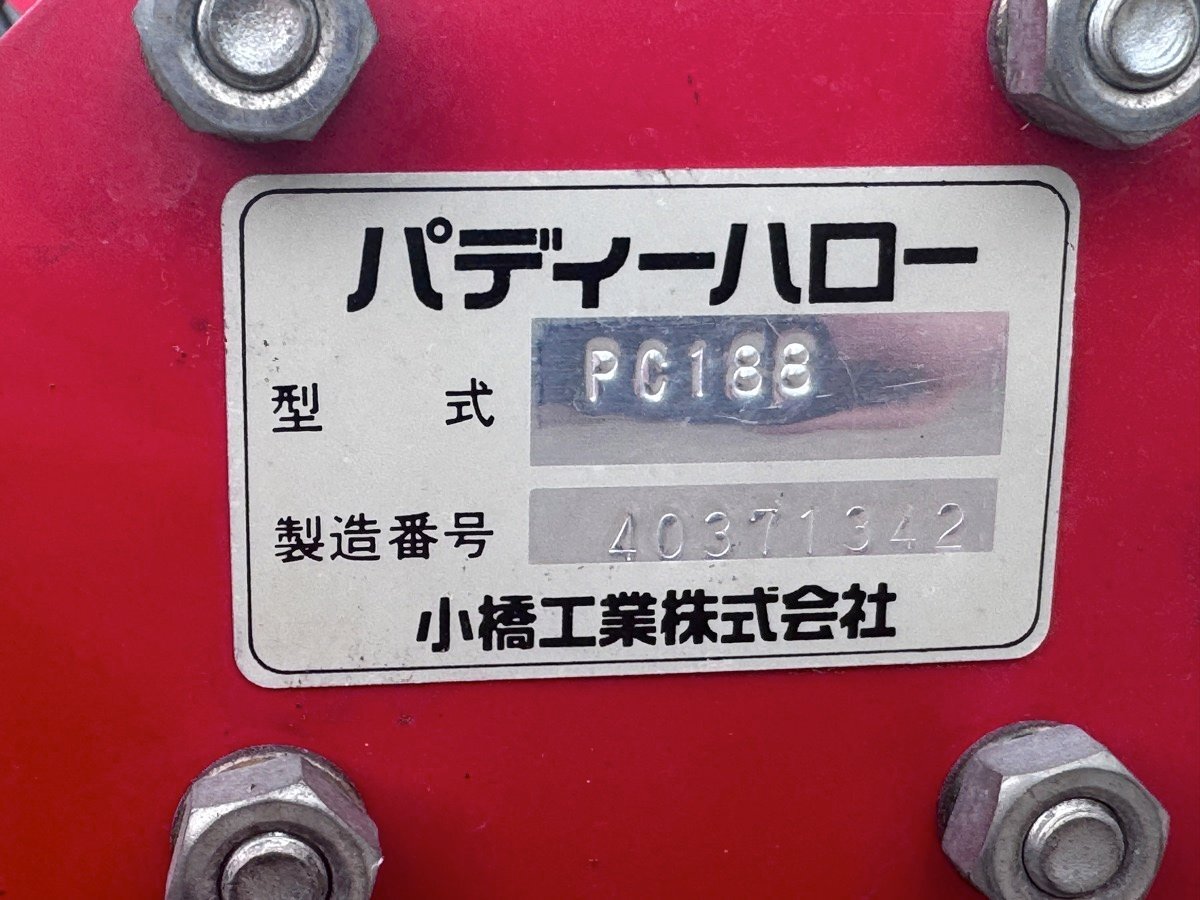 パディーハロー
型式 PC188
製造番号 40371342
小橋工業株式会社